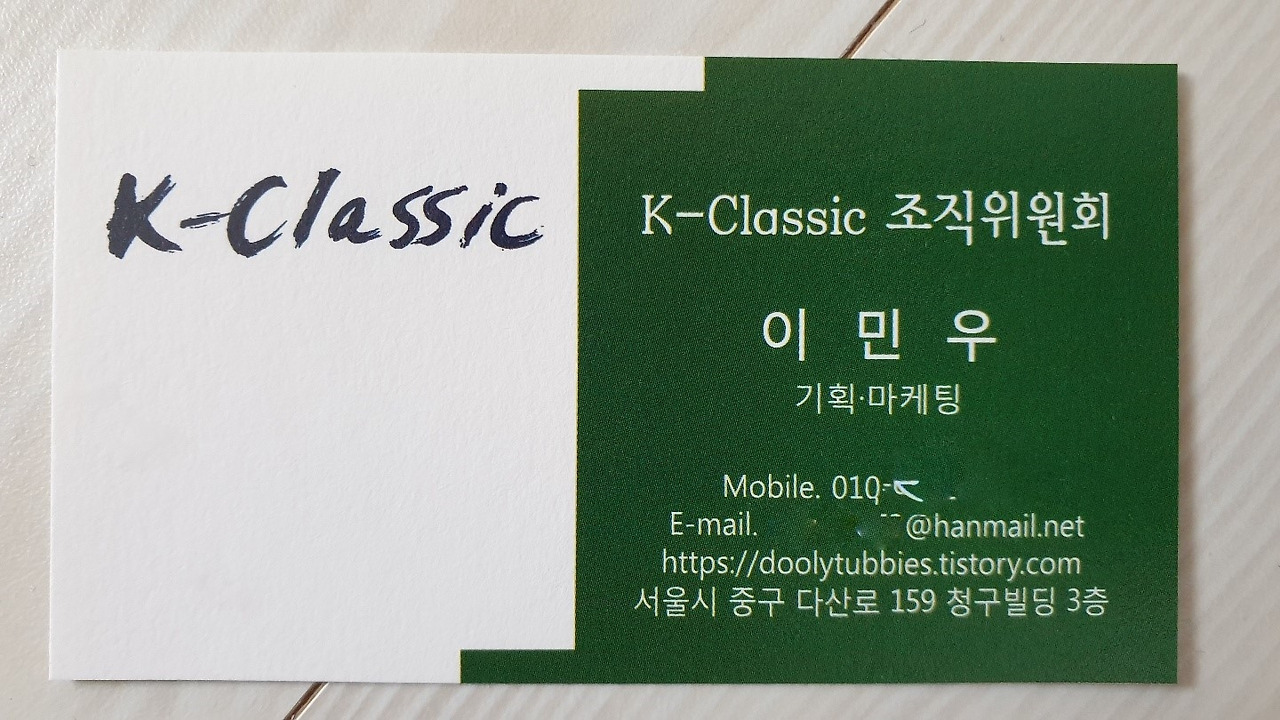 K-Classic
K-Classic 조직위원회
이 민 우
기획·마케팅
Mobile. 010-
E-mail. @hanmail.net
https://doolytubbies.tistory.com
서울시 중구 다산로 159 청구빌딩 3층